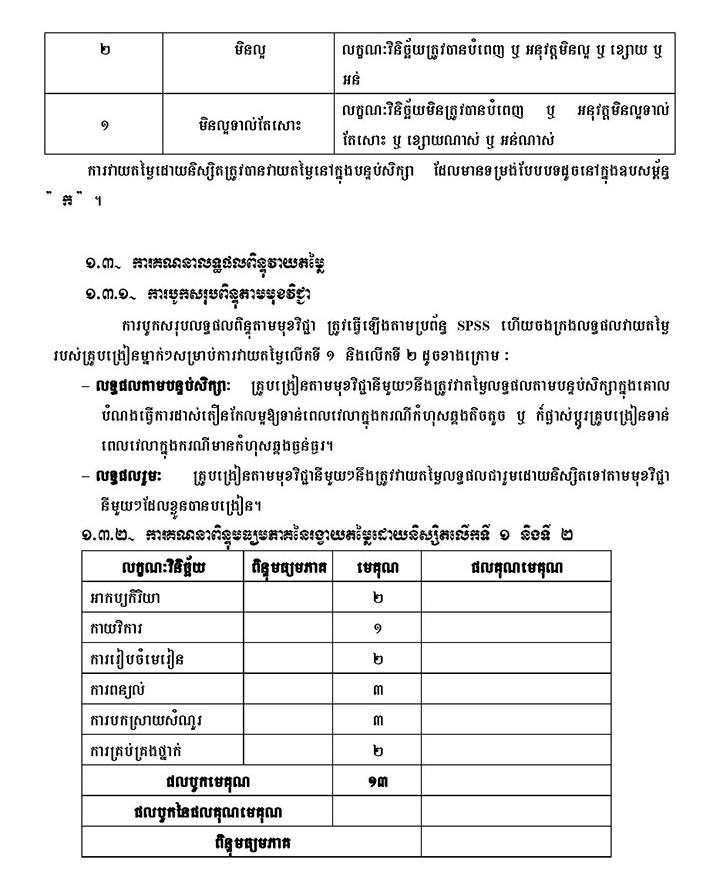 ២ មិនល្អ លក្ខណៈវិនិច្ឆ័យត្រូវបានបំពេញ ឬ អនុវត្តមិនល្អ ឬ ខ្សោយ ឬ
អន់
១ មិនល្អទាល់តែសោះ លក្ខណៈវិនិច្ឆ័យមិនត្រូវបានបំពេញ ឬ អនុវត្តមិនល្អទាល់
តែសោះ ឬ ខ្សោយណាស់ ឬ អន់ណាស់
ការវាយតម្លៃដោយនិស្សិតត្រូវបានវាយតម្លៃនៅក្នុងបន្ទប់សិក្សា ដែលមានទម្រង់បែបបទដូចនៅក្នុងឧបសម្ព័ន្ធ
" ក " ។
១.៣~ ការគណនាលទ្ធផលពិន្ទុវាយតម្លៃ
១.៣.១~ ការបូកសរុបពិន្ទុតាមមុខវិជ្ជា
ការបូកសរុបលទ្ធផលពិន្ទុតាមមុខវិជ្ជា ត្រូវធ្វើឡើងតាមប្រព័ន្ធ SPSS ហើយចងក្រងលទ្ធផលវាយតម្លៃ
របស់គ្រូបង្រៀនម្នាក់ៗសម្រាប់ការវាយតម្លៃលើកទី ១ និងលើកទី ២ ដូចខាងក្រោម :
– លទ្ធផលតាមបន្ទប់សិក្សា: គ្រូបង្រៀនតាមមុខវិជ្ជានីមួយៗនឹងត្រូវវាតម្លៃលទ្ធផលតាមបន្ទប់សិក្សាក្នុងគោល
បំណងធ្វើការដាស់តឿនកែលម្អឱ្យទាន់ពេលវេលាក្នុងករណីកំហុសឆ្គងតិចតួច ឬ ក៏ផ្លាស់ប្តូរគ្រូបង្រៀនទាន់
ពេលវេលាក្នុងករណីមានកំហុសឆ្គងធ្ងន់ធ្ងរ។
– លទ្ធផលរួម: គ្រូបង្រៀនតាមមុខវិជ្ជានីមួយៗនឹងត្រូវវាយតម្លៃលទ្ធផលជារួមដោយនិស្សិតទៅតាមមុខវិជ្ជា
នីមួយៗដែលខ្លួនបានបង្រៀន។
១.៣.២~ ការគណនាពិន្ទុមធ្យមភាគនៃរង្វាយតម្លៃដោយនិស្សិតលើកទី ១ និងទី ២
លក្ខណៈវិនិច្ឆ័យ ពិន្ទុមធ្យមភាគ មេគុណ ផលគុណមេគុណ
អាកប្បកិរិយា ២
កាយវិការ ១
ការរៀបចំមេរៀន ២
ការពន្យល់ ៣
ការបកស្រាយសំណួរ ៣
ការគ្រប់គ្រងថ្នាក់ ២
ផលបូកមេគុណ ១៣
ផលបូកនៃផលគុណមេគុណ
ពិន្ទុមធ្យមភាគ